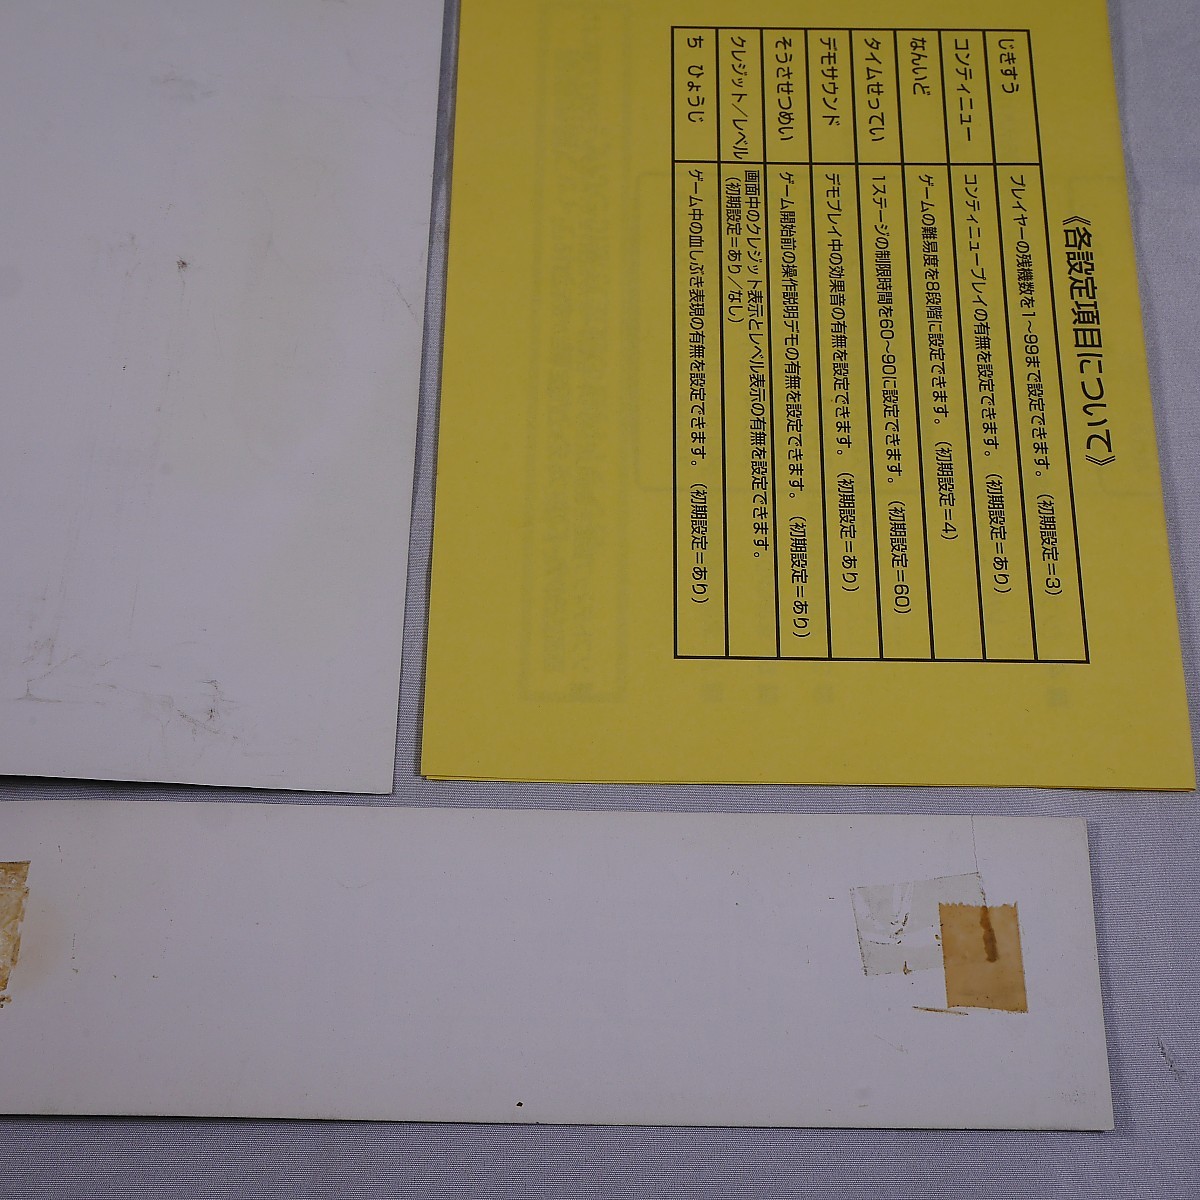 《各設定項目について》
じきすう
プレイヤーの残機数を1～99まで設定できます。(初期設定=3)
コンティニュー
コンティニュープレイの有無を設定できます。(初期設定=あり)
なんいど
ゲームの難易度を8段階に設定できます。(初期設定=4)
タイムせってい
1ステージの制限時間を60～90に設定できます。(初期設定=60)
デモサウンド
デモプレイ中の効果音の有無を設定できます。(初期設定=あり)
そうさせつめい
ゲーム開始前の操作説明デモの有無を設定できます。(初期設定=あり)
クレジット/レベル
画面中のクレジット表示とレベル表示の有無を設定できます。
(初期設定=あり/なし)
ち ひょうじ
ゲーム中の血しぶき表現の有無を設定できます。(初期設定=あり)